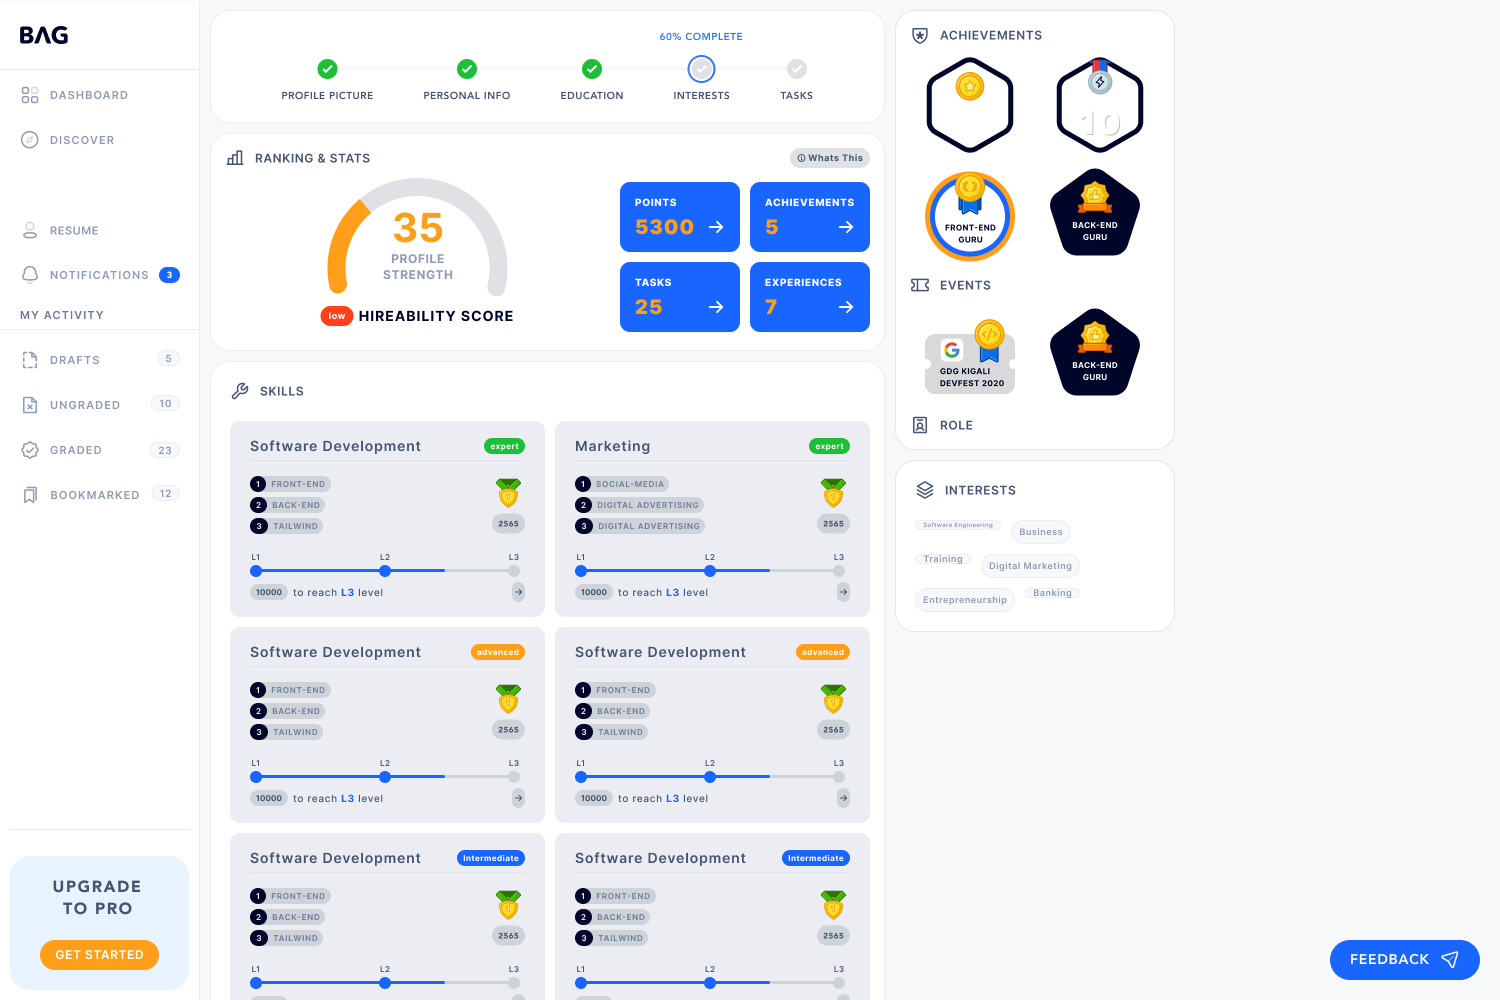 BAG
DASHBOARD
DISCOVER
RESUME
NOTIFICATIONS 3
MY ACTIVITY
DRAFTS 5
UNGRADED 10
GRADED 23
BOOKMARKED 12
UPGRADE
TO PRO
GET STARTED
60% COMPLETE
PROFILE PICTURE
PERSONAL INFO
EDUCATION
INTERESTS
TASKS
RANKING & STATS
Whats This
35
PROFILE
STRENGTH
low HIREABILITY SCORE
POINTS
5300
ACHIEVEMENTS
5
TASKS
25
EXPERIENCES
7
SKILLS
Software Development expert
1 FRONT-END
2 BACK-END
3 TAILWIND
2565
L1 L2 L3
10000 to reach L3 level
Marketing expert
1 SOCIAL-MEDIA
2 DIGITAL ADVERTISING
3 DIGITAL ADVERTISING
2565
L1 L2 L3
10000 to reach L3 level
Software Development advanced
1 FRONT-END
2 BACK-END
3 TAILWIND
2565
L1 L2 L3
10000 to reach L3 level
Software Development advanced
1 FRONT-END
2 BACK-END
3 TAILWIND
2565
L1 L2 L3
10000 to reach L3 level
Software Development Intermediate
1 FRONT-END
2 BACK-END
3 TAILWIND
2565
L1 L2 L3
Software Development Intermediate
1 FRONT-END
2 BACK-END
3 TAILWIND
2565
L1 L2 L3
ACHIEVEMENTS
10
FRONT-END
GURU
BACK-END
GURU
EVENTS
GDG KIGALI
DEVFEST 2020
BACK-END
GURU
ROLE
INTERESTS
Software Engineering
Business
Training
Digital Marketing
Entrepreneurship
Banking
FEEDBACK